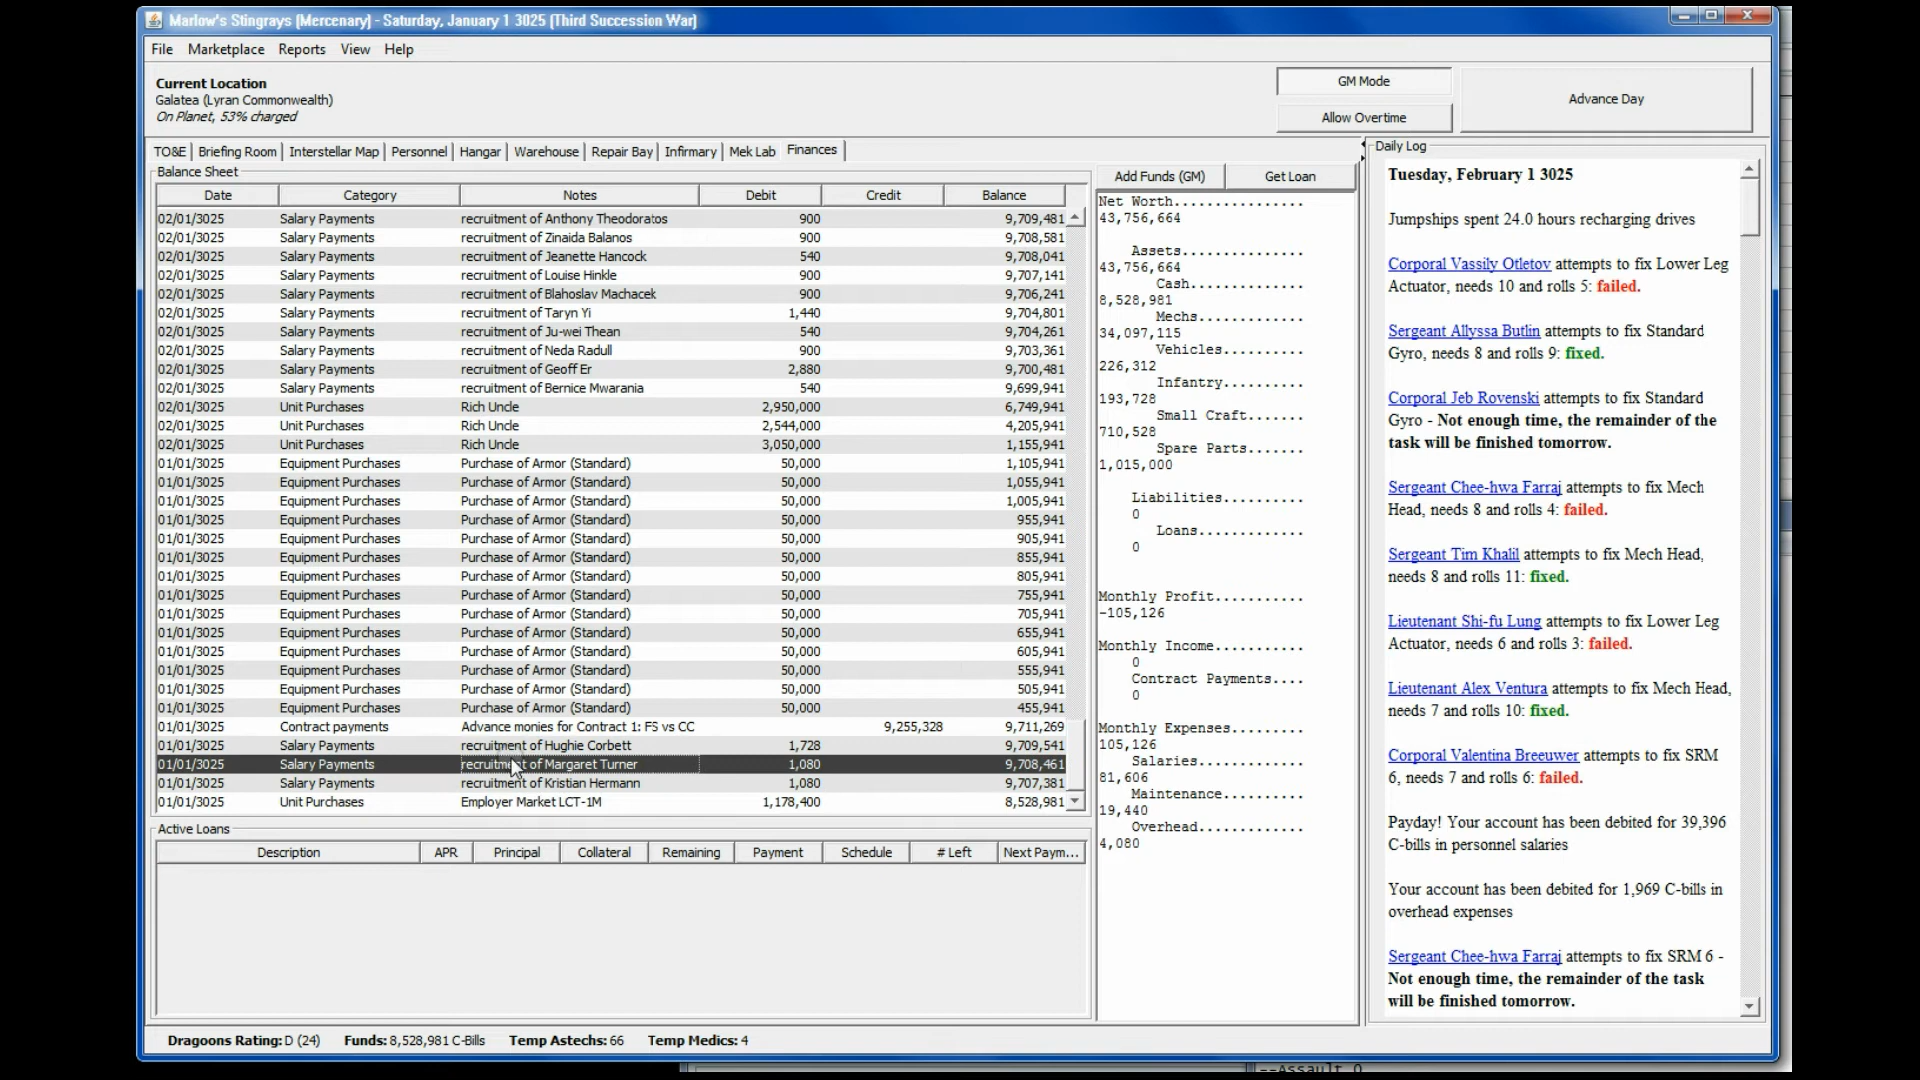 Marlow's Stingrays (Mercenary) - Saturday, January 1 3025 (Third Succession War)
File Marketplace Reports View Help
Current Location
Galatea (Lyran Commonwealth)
On Planet, 53% charged
GM Mode
Allow Overtime
Advance Day
TO&E Briefing Room Interstellar Map Personnel Hangar Warehouse Repair Bay Infirmary Mek Lab Finances
Balance Sheet
Date Category Notes Debit Credit Balance
02/01/3025 Salary Payments recruitment of Anthony Theodoratos 900 9,709,481
02/01/3025 Salary Payments recruitment of Zinaida Balanos 900 9,708,581
02/01/3025 Salary Payments recruitment of Jeanette Hancock 540 9,708,041
02/01/3025 Salary Payments recruitment of Louise Hinkle 900 9,707,141
02/01/3025 Salary Payments recruitment of Blahoslav Machacek 900 9,706,241
02/01/3025 Salary Payments recruitment of Taryn Yi 1,440 9,704,801
02/01/3025 Salary Payments recruitment of Ju-wei Thean 540 9,704,261
02/01/3025 Salary Payments recruitment of Neda Radull 900 9,703,361
02/01/3025 Salary Payments recruitment of Geoff Er 2,880 9,700,481
02/01/3025 Salary Payments recruitment of Bernice Mwarania 540 9,699,941
02/01/3025 Unit Purchases Rich Uncle 2,950,000 6,749,941
02/01/3025 Unit Purchases Rich Uncle 2,544,000 4,205,941
02/01/3025 Unit Purchases Rich Uncle 3,050,000 1,155,941
01/01/3025 Equipment Purchases Purchase of Armor (Standard) 50,000 1,105,941
01/01/3025 Equipment Purchases Purchase of Armor (Standard) 50,000 1,055,941
01/01/3025 Equipment Purchases Purchase of Armor (Standard) 50,000 1,005,941
01/01/3025 Equipment Purchases Purchase of Armor (Standard) 50,000 955,941
01/01/3025 Equipment Purchases Purchase of Armor (Standard) 50,000 905,941
01/01/3025 Equipment Purchases Purchase of Armor (Standard) 50,000 855,941
01/01/3025 Equipment Purchases Purchase of Armor (Standard) 50,000 805,941
01/01/3025 Equipment Purchases Purchase of Armor (Standard) 50,000 755,941
01/01/3025 Equipment Purchases Purchase of Armor (Standard) 50,000 705,941
01/01/3025 Equipment Purchases Purchase of Armor (Standard) 50,000 655,941
01/01/3025 Equipment Purchases Purchase of Armor (Standard) 50,000 605,941
01/01/3025 Equipment Purchases Purchase of Armor (Standard) 50,000 555,941
01/01/3025 Equipment Purchases Purchase of Armor (Standard) 50,000 505,941
01/01/3025 Equipment Purchases Purchase of Armor (Standard) 50,000 455,941
01/01/3025 Contract payments Advance monies for Contract 1: FS vs CC 9,255,328 9,711,269
01/01/3025 Salary Payments recruitment of Hughie Corbett 1,728 9,709,541
01/01/3025 Salary Payments recruitment of Margaret Turner 1,080 9,708,461
01/01/3025 Salary Payments recruitment of Kristian Hermann 1,080 9,707,381
01/01/3025 Unit Purchases Employer Market LCT-1M 1,178,400 8,528,981
Active Loans
Description APR Principal Collateral Remaining Payment Schedule # Left Next Paym...
Add Funds (GM) Get Loan
Net Worth................
43,756,664
Assets...............
43,756,664
Cash..............
8,528,981
Mechs.............
34,097,115
Vehicles..........
226,312
Infantry..........
193,728
Small Craft.......
710,528
Spare Parts.......
1,015,000
Liabilities..........
0
Loans.............
0
Monthly Profit...........
-105,126
Monthly Income...........
0
Contract Payments....
0
Monthly Expenses.........
105,126
Salaries.............
81,606
Maintenance..........
19,440
Overhead.............
4,080
Daily Log
Tuesday, February 1 3025
Jumpships spent 24.0 hours recharging drives
Corporal Vassily Otletov attempts to fix Lower Leg
Actuator, needs 10 and rolls 5: failed.
Sergeant Allyssa Butlin attempts to fix Standard
Gyro, needs 8 and rolls 9: fixed.
Corporal Jeb Rovenski attempts to fix Standard
Gyro - Not enough time, the remainder of the
task will be finished tomorrow.
Sergeant Chee-hwa Farraj attempts to fix Mech
Head, needs 8 and rolls 4: failed.
Sergeant Tim Khalil attempts to fix Mech Head,
needs 8 and rolls 11: fixed.
Lieutenant Shi-fu Lung attempts to fix Lower Leg
Actuator, needs 6 and rolls 3: failed.
Lieutenant Alex Ventura attempts to fix Mech Head,
needs 7 and rolls 10: fixed.
Corporal Valentina Breeuwer attempts to fix SRM
6, needs 7 and rolls 6: failed.
Payday! Your account has been debited for 39,396
C-bills in personnel salaries
Your account has been debited for 1,969 C-bills in
overhead expenses
Sergeant Chee-hwa Farraj attempts to fix SRM 6 -
Not enough time, the remainder of the task
will be finished tomorrow.
Dragoons Rating: D (24) Funds: 8,528,981 C-Bills Temp Astechs: 66 Temp Medics: 4
--Assault 0